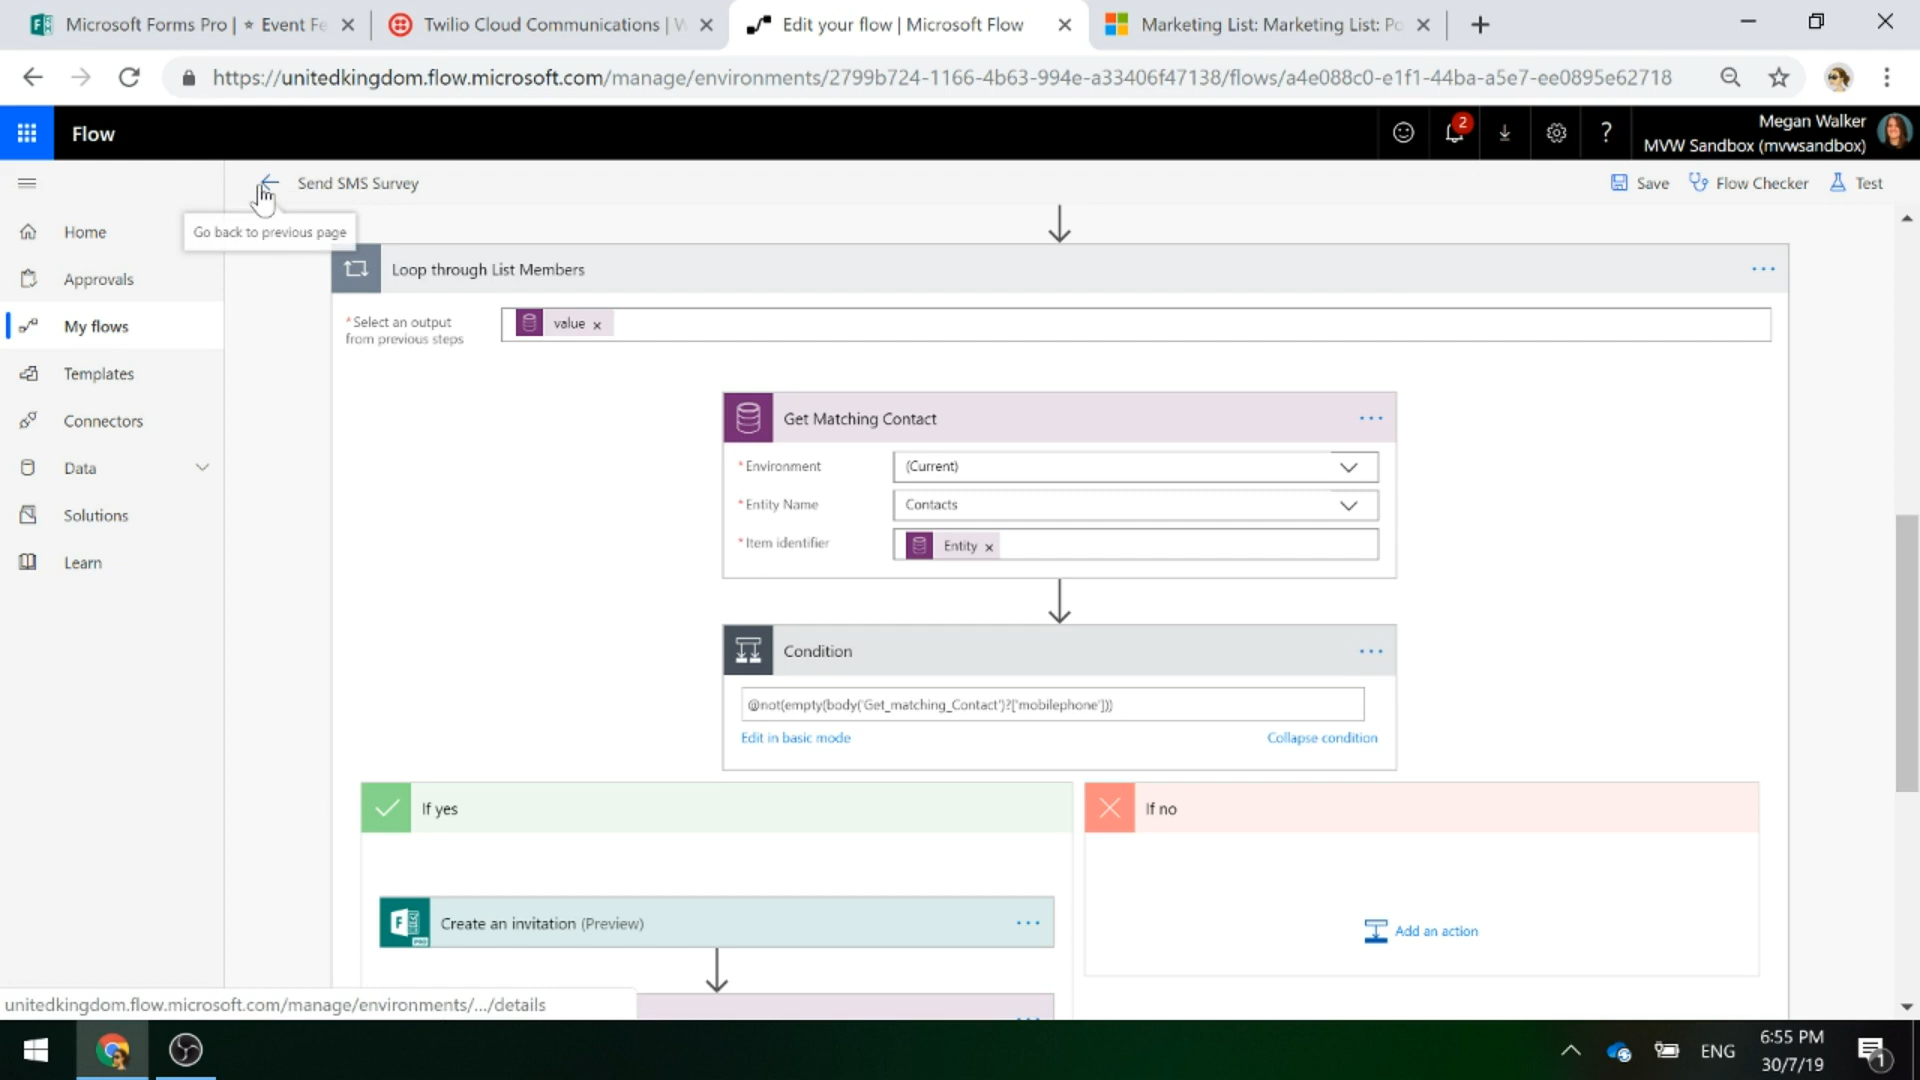 Microsoft Forms Pro | ★ Event Fe
Twilio Cloud Communications | W
Edit your flow | Microsoft Flow
Marketing List: Marketing List: Po
https://unitedkingdom.flow.microsoft.com/manage/environments/2799b724-1166-4b63-994e-a33406f47138/flows/a4e088c0-e1f1-44ba-a5e7-ee0895e62718
Flow
2
?
Megan Walker
MVW Sandbox (mvwsandbox)
Send SMS Survey
Save
Flow Checker
Test
Go back to previous page
Home
Approvals
My flows
Templates
Connectors
Data
Solutions
Learn
Loop through List Members
* Select an output
from previous steps
value ×
Get Matching Contact
* Environment
(Current)
* Entity Name
Contacts
* Item identifier
Entity ×
Condition
@not(empty(body('Get_matching_Contact')?['mobilephone']))
Edit in basic mode
Collapse condition
If yes
If no
Create an invitation (Preview)
Add an action
unitedkingdom.flow.microsoft.com/manage/environments/.../details
ENG
6:55 PM
30/7/19
1